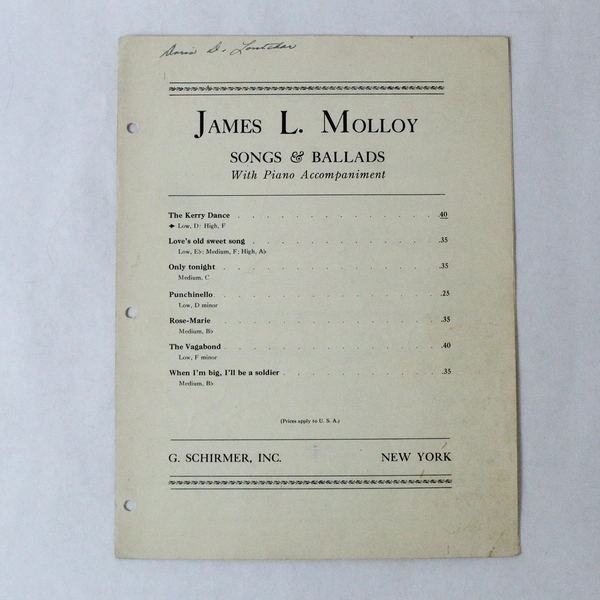 Doris D.
JAMES L. MOLLOY
SONGS & BALLADS
With Piano Accompaniment
The Kerry Dance . . . . . . . . . . . . . . .40
Low, D: High, F
Love's old sweet song . . . . . . . . . . . . . .35
Low, E♭; Medium, F; High, A♭
Only tonight . . . . . . . . . . . . . . . .35
Medium, C
Punchinello . . . . . . . . . . . . . . . .25
Low, D minor
Rose-Marie . . . . . . . . . . . . . . . .35
Medium, B♭
The Vagabond . . . . . . . . . . . . . . . .40
Low, F minor
When I'm big, I'll be a soldier . . . . . . . . . . . .35
Medium, B♭
(Prices apply to U. S. A.)
G. SCHIRMER, INC. NEW YORK